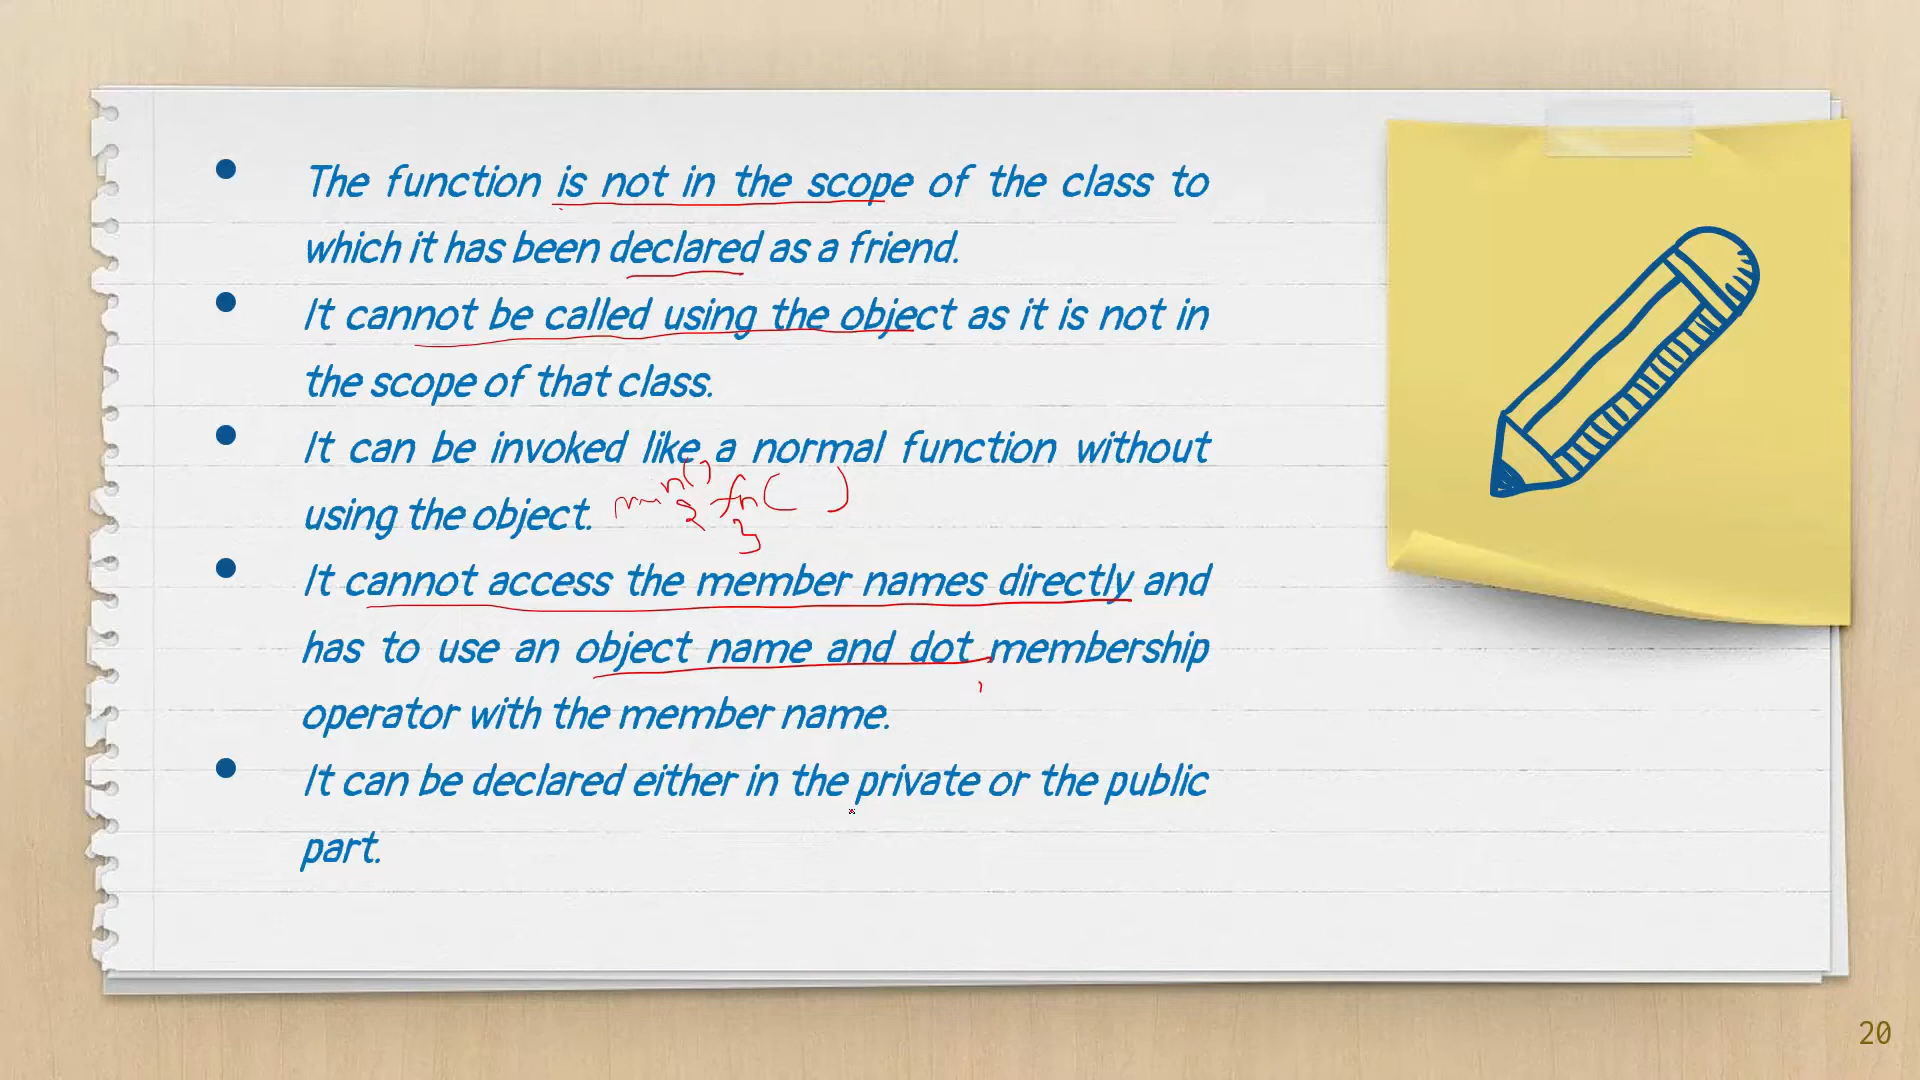 The function is not in the scope of the class to
which it has been declared as a friend.
It cannot be called using the object as it is not in
the scope of that class.
It can be invoked like a normal function without
using the object.
fn( )
It cannot access the member names directly and
has to use an object name and dot membership
operator with the member name.
It can be declared either in the private or the public
part.
20